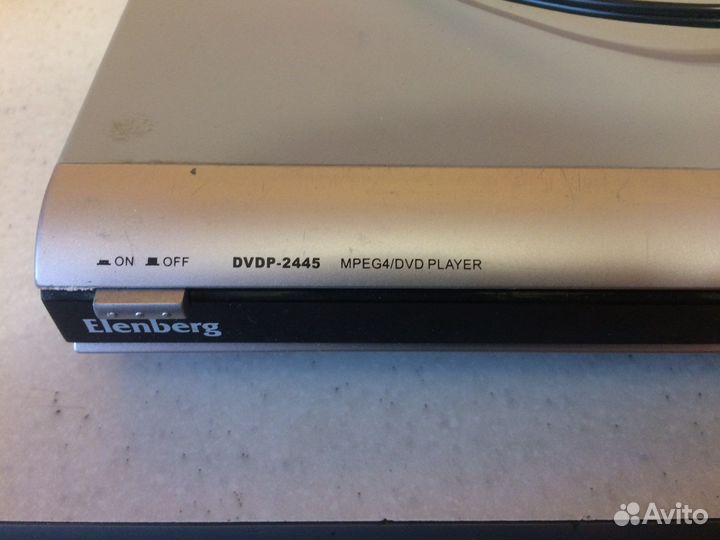 ON OFF DVDP-2445 MPEG4/DVD PLAYER
Elenberg
Avito